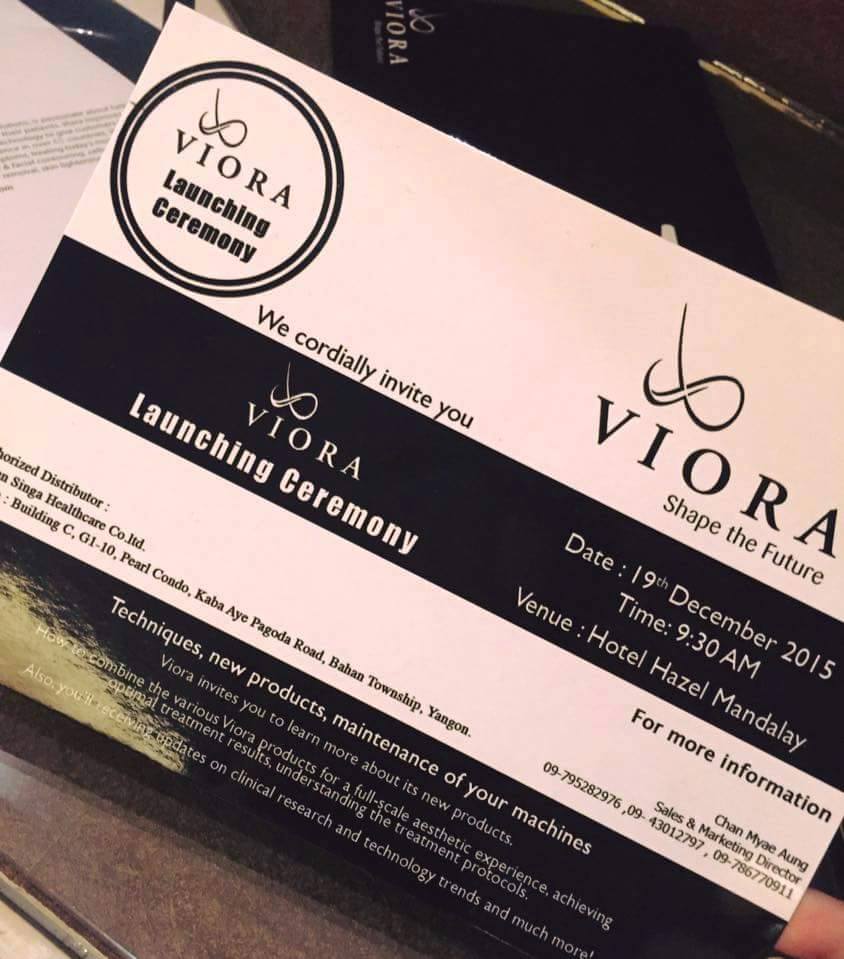 VIORA
Launching
Ceremony
VIORA
We cordially invite you
VIORA
Launching Ceremony
VIORA
Shape the Future
Date : 19th December 2015
Time: 9:30 AM
Venue : Hotel Hazel Mandalay
horized Distributor :
n Singa Healthcare Co.ltd.
: Building C, G1-10, Pearl Condo, Kaba Aye Pagoda Road, Bahan Township, Yangon.
For more information
Chan Myae Aung
Sales & Marketing Director
09-795282976 ,09- 43012797 , 09-786770911
Techniques, new products, maintenance of your machines
Viora invites you to learn more about its new products.
How to combine the various Viora products for a full-scale aesthetic experience, achieving
optimal treatment results, understanding the treatment protocols.
Also, you'll receiving updates on clinical research and technology trends and much more!